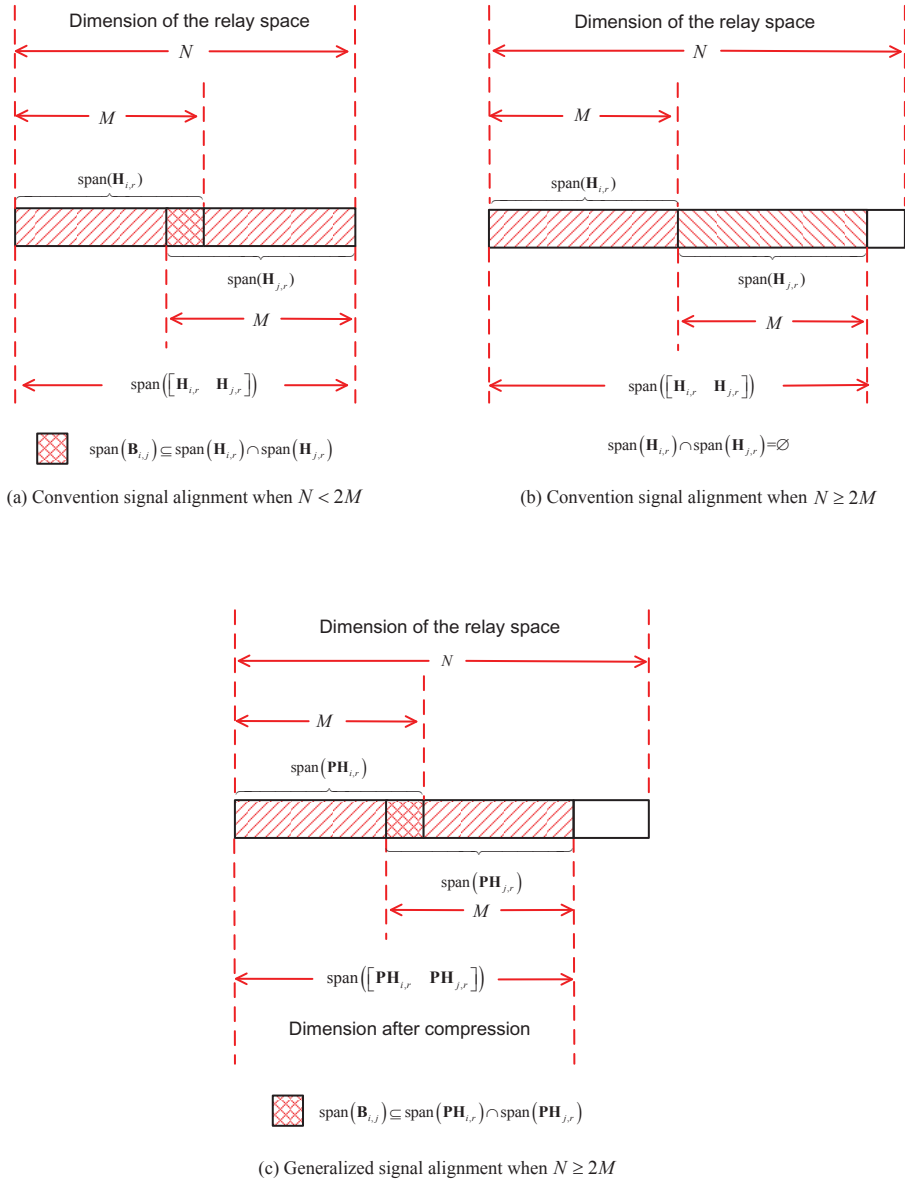 Dimension of the relay space
N
M
span(H_{i,r})
span(H_{j,r})
M
span([H_{i,r} H_{j,r}])
span(B_{i,j}) ⊆ span(H_{i,r}) ∩ span(H_{j,r})
(a) Convention signal alignment when N < 2M
Dimension of the relay space
N
M
span(H_{i,r})
span(H_{j,r})
M
span([H_{i,r} H_{j,r}])
span(H_{i,r}) ∩ span(H_{j,r})=∅
(b) Convention signal alignment when N ≥ 2M
Dimension of the relay space
N
M
span(PH_{i,r})
span(PH_{j,r})
M
span([PH_{i,r} PH_{j,r}])
Dimension after compression
span(B_{i,j}) ⊆ span(PH_{i,r}) ∩ span(PH_{j,r})
(c) Generalized signal alignment when N ≥ 2M